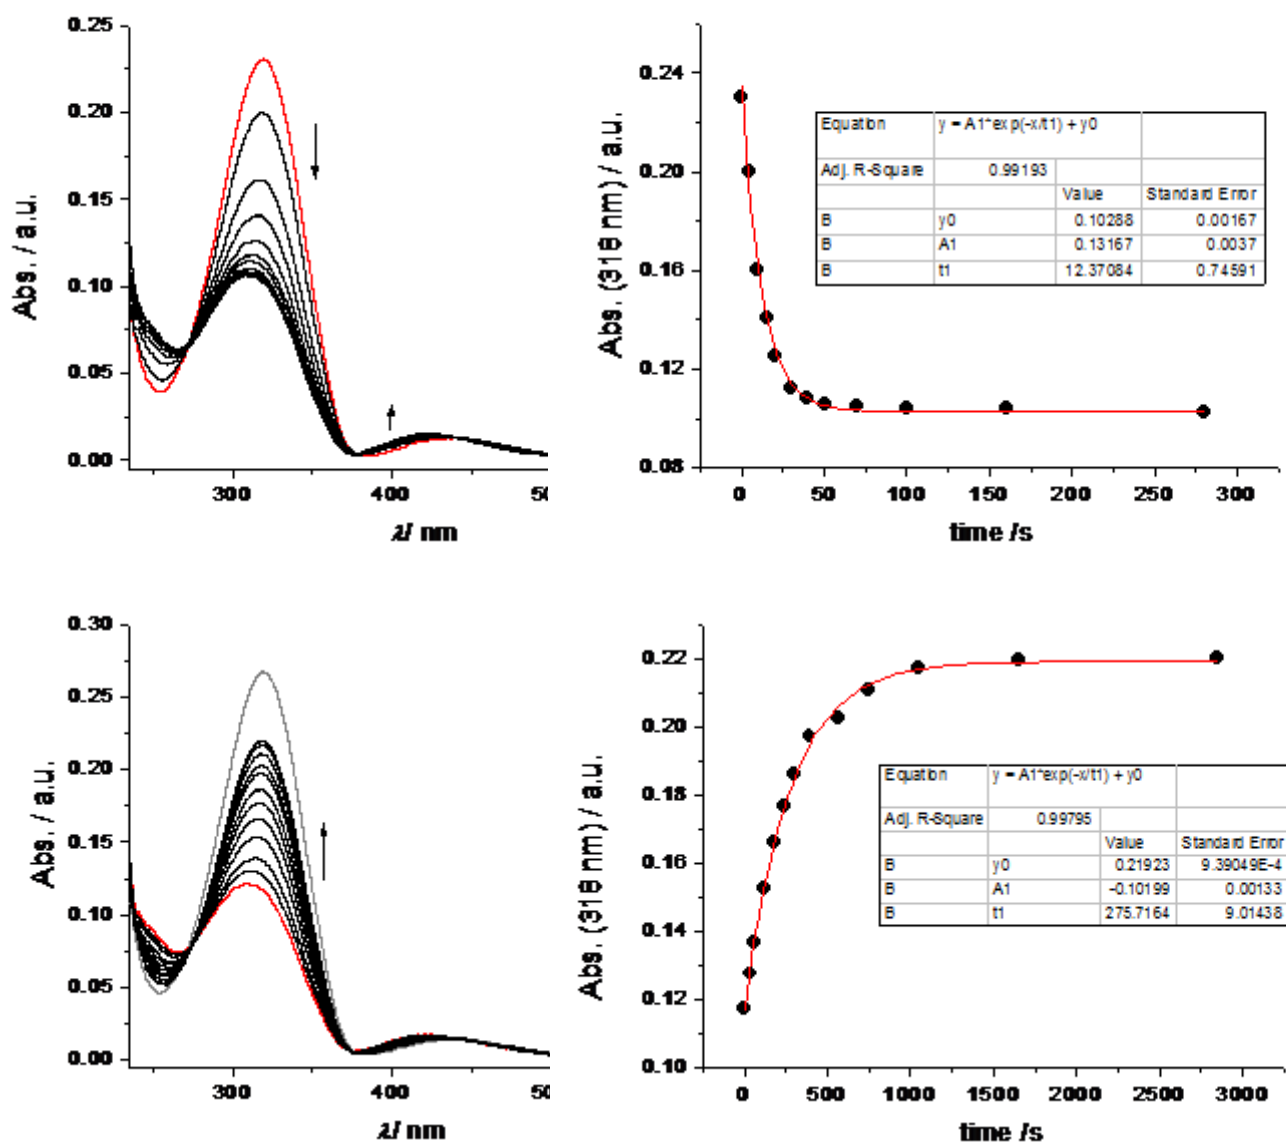 0.25
0.20
0.15
0.10
0.05
0.00
Abs. / a.u.
300
400
50
λ/ nm
0.24
0.20
0.16
0.12
0.08
Abs. (318 nm) / a.u.
Equation y = A1*exp(-x/t1) + y0
Adj. R-Square 0.99193
Value Standard Error
B y0 0.10288 0.00167
B A1 0.13167 0.0037
B t1 12.37084 0.74591
0 50 100 150 200 250 300
time /s
0.30
0.25
0.20
0.15
0.10
0.05
0.00
Abs. / a.u.
300
400
50
λ/ nm
0.22
0.20
0.18
0.16
0.14
0.12
0.10
Abs. (318 nm) / a.u.
Equation y = A1*exp(-x/t1) + y0
Adj. R-Square 0.99795
Value Standard Error
B y0 0.21923 9.39049E-4
B A1 -0.10199 0.00133
B t1 275.7164 9.01438
0 500 1000 1500 2000 2500 3000
time /s